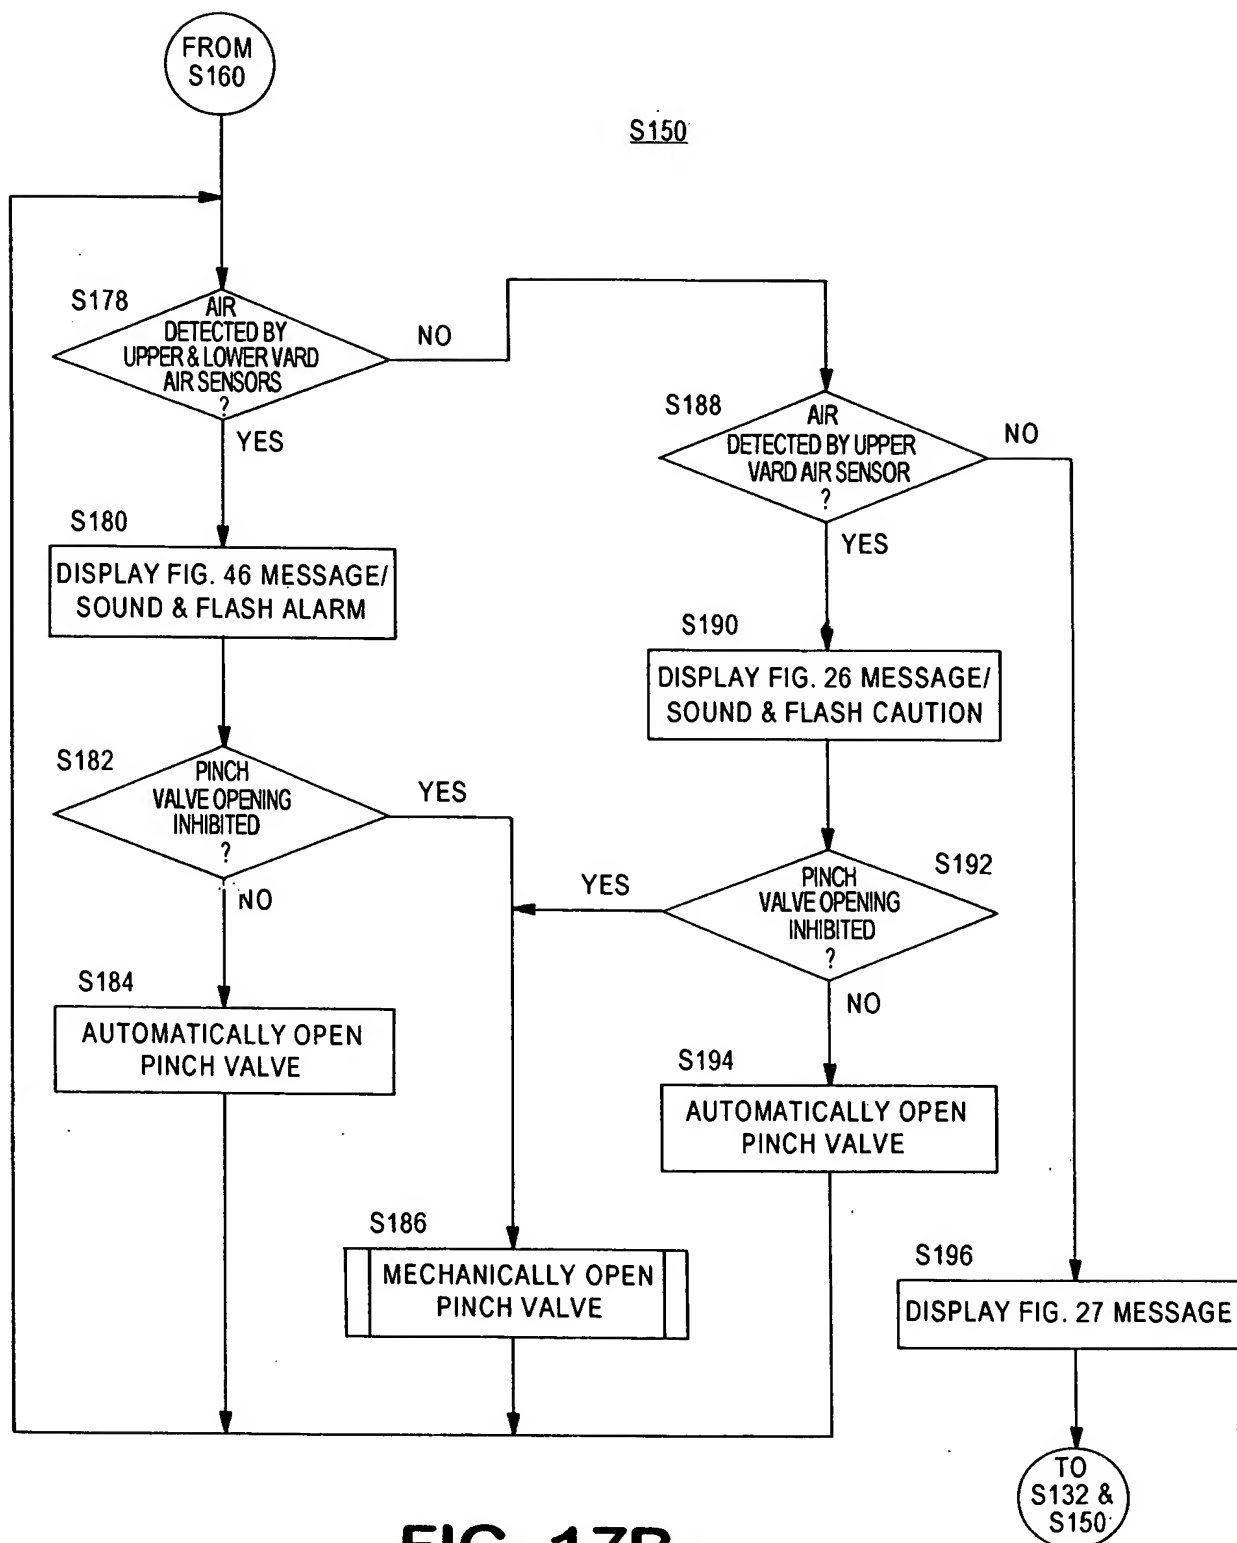 FROM
S160
S150
S178
AIR
DETECTED BY
UPPER & LOWER VARD
AIR SENSORS
?
NO
YES
S188
AIR
DETECTED BY UPPER
VARD AIR SENSOR
?
NO
YES
S180
DISPLAY FIG. 46 MESSAGE/
SOUND & FLASH ALARM
S190
DISPLAY FIG. 26 MESSAGE/
SOUND & FLASH CAUTION
S182
PINCH
VALVE OPENING
INHIBITED
?
YES
NO
S192
PINCH
VALVE OPENING
INHIBITED
?
YES
NO
S184
AUTOMATICALLY OPEN
PINCH VALVE
S194
AUTOMATICALLY OPEN
PINCH VALVE
S186
MECHANICALLY OPEN
PINCH VALVE
S196
DISPLAY FIG. 27 MESSAGE
TO
S132 &
S150
FIG. 17B